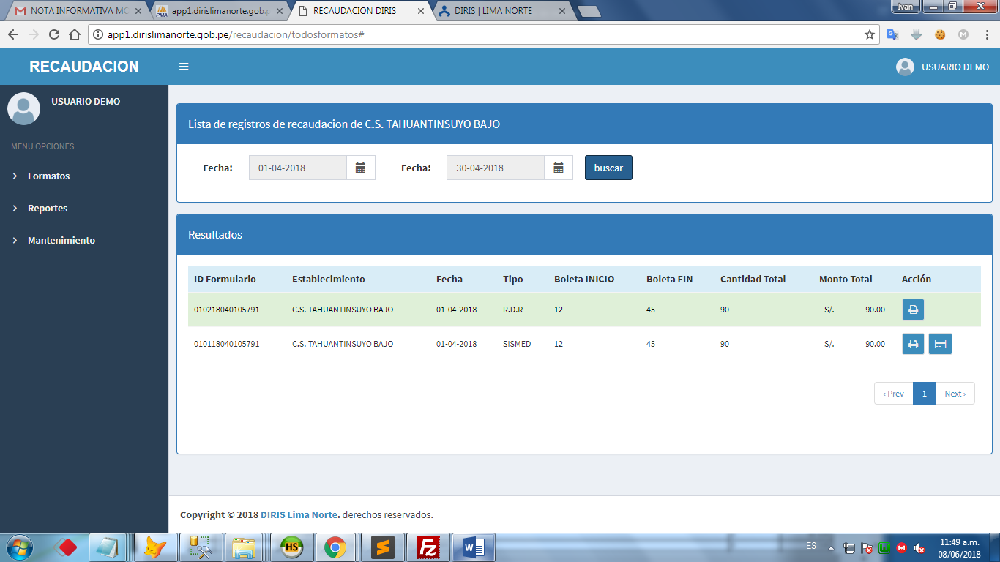 NOTA INFORMATIVA MC
app1.dirislimanorte.gob.p
RECAUDACION DIRIS
DIRIS | LIMA NORTE
Ivan
app1.dirislimanorte.gob.pe/recaudacion/todosformatos#
RECAUDACION
USUARIO DEMO
USUARIO DEMO
MENU OPCIONES
Formatos
Reportes
Mantenimiento
Lista de registros de recaudacion de C.S. TAHUANTINSUYO BAJO
Fecha: 01-04-2018 Fecha: 30-04-2018 buscar
Resultados
ID Formulario Establecimiento Fecha Tipo Boleta INICIO Boleta FIN Cantidad Total Monto Total Acción
010218040105791 C.S. TAHUANTINSUYO BAJO 01-04-2018 R.D.R 12 45 90 S/. 90.00
010118040105791 C.S. TAHUANTINSUYO BAJO 01-04-2018 SISMED 12 45 90 S/. 90.00
‹ Prev 1 Next ›
Copyright © 2018 DIRIS Lima Norte. derechos reservados.
HS
Fz
W
ES
11:49 a.m.
08/06/2018